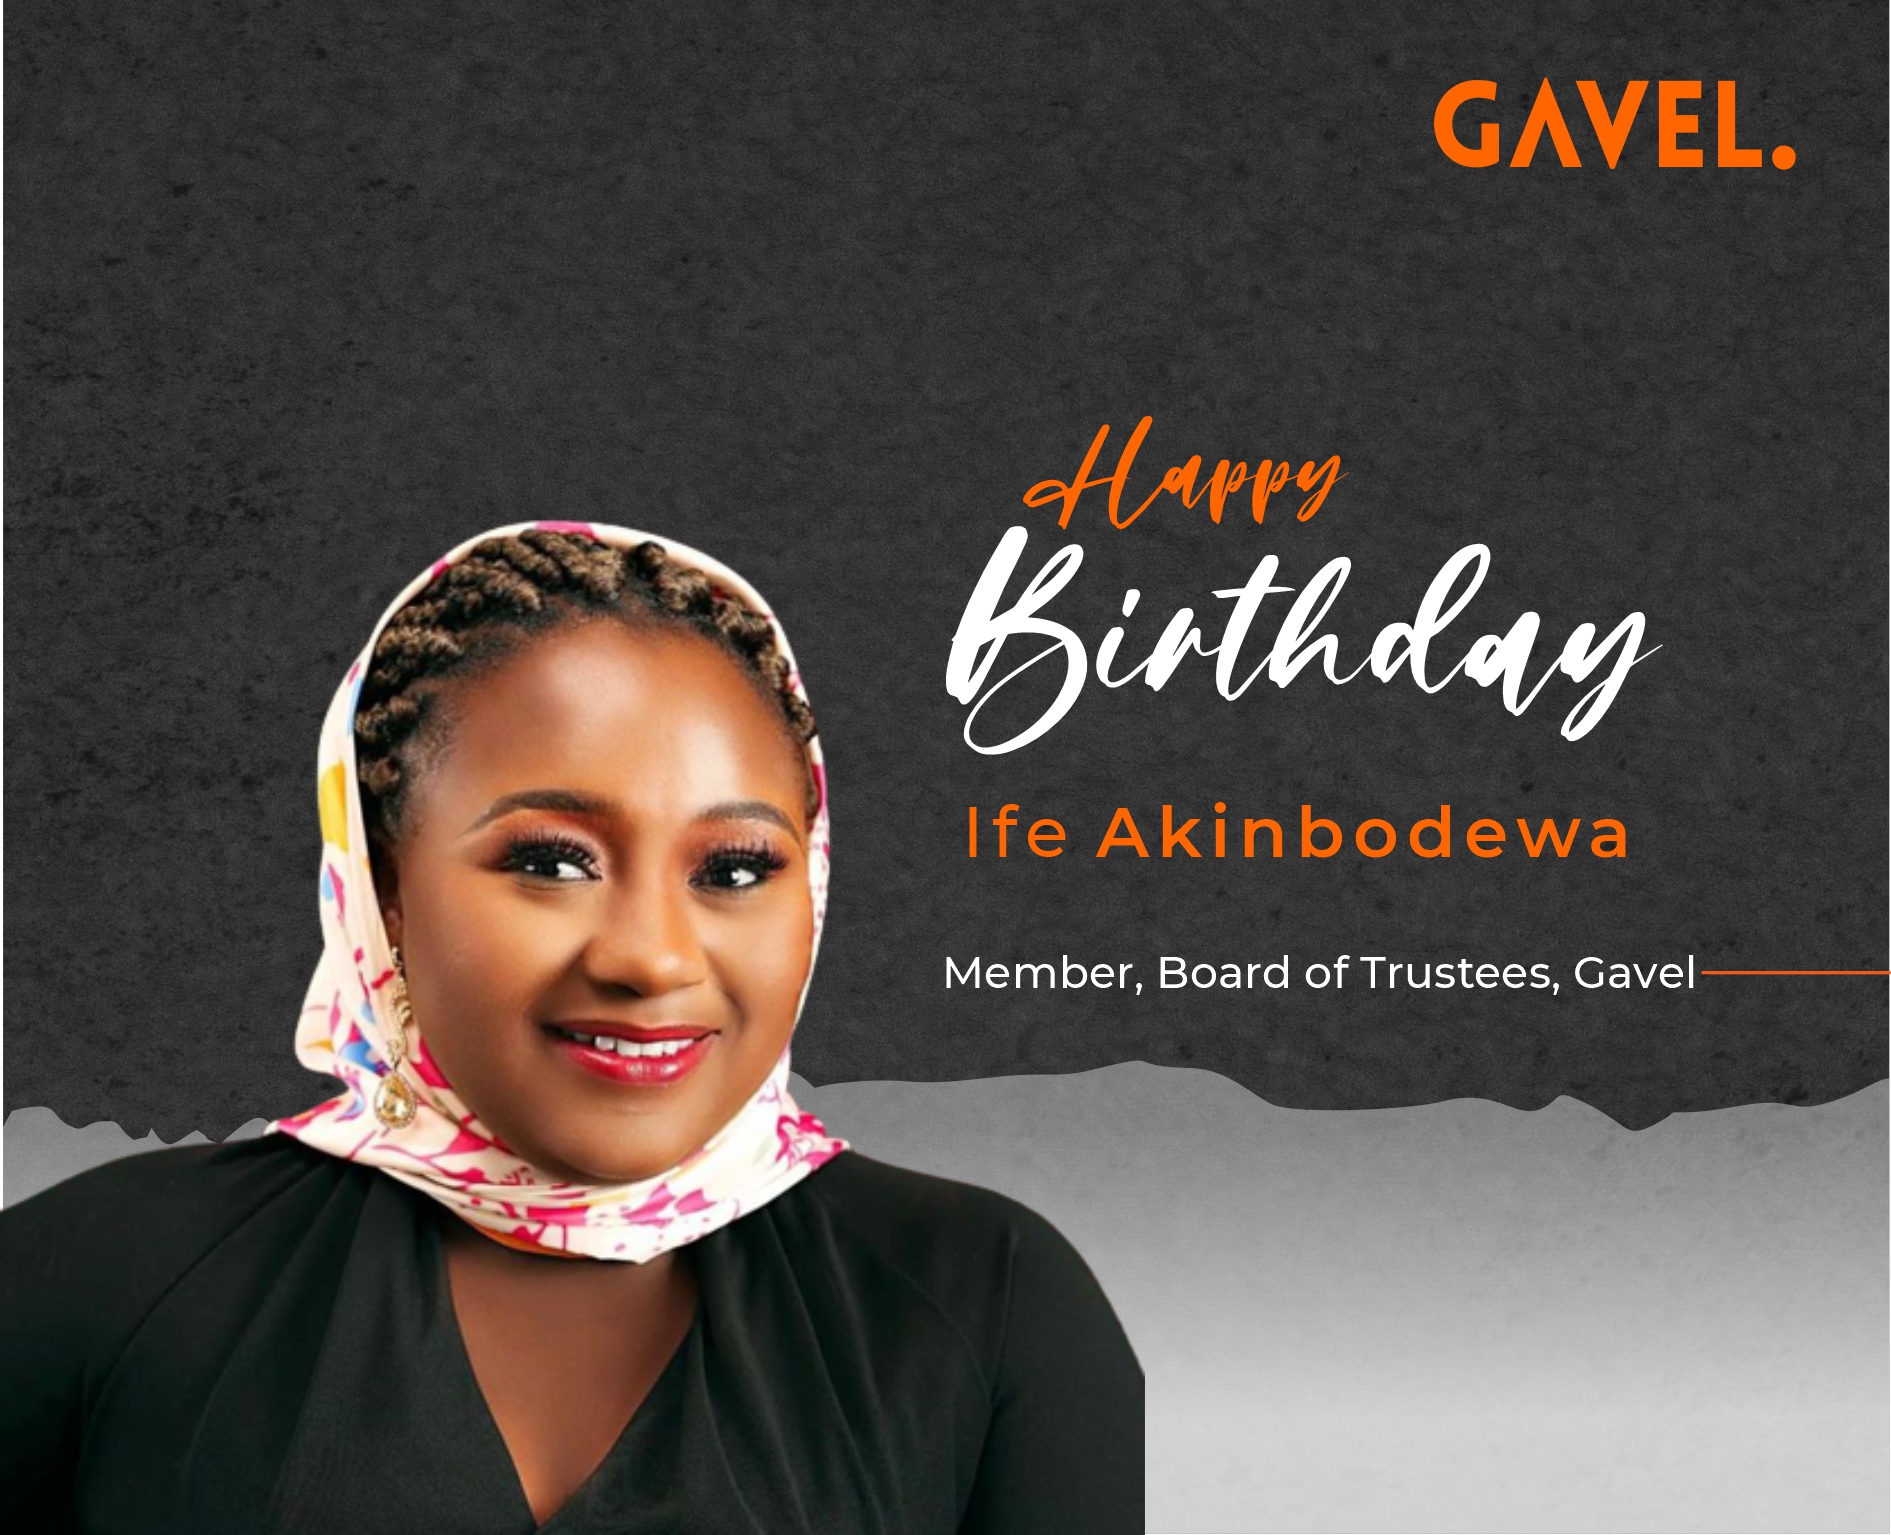 GAVEL.
Happy
Birthday
Ife Akinbodewa
Member, Board of Trustees, Gavel